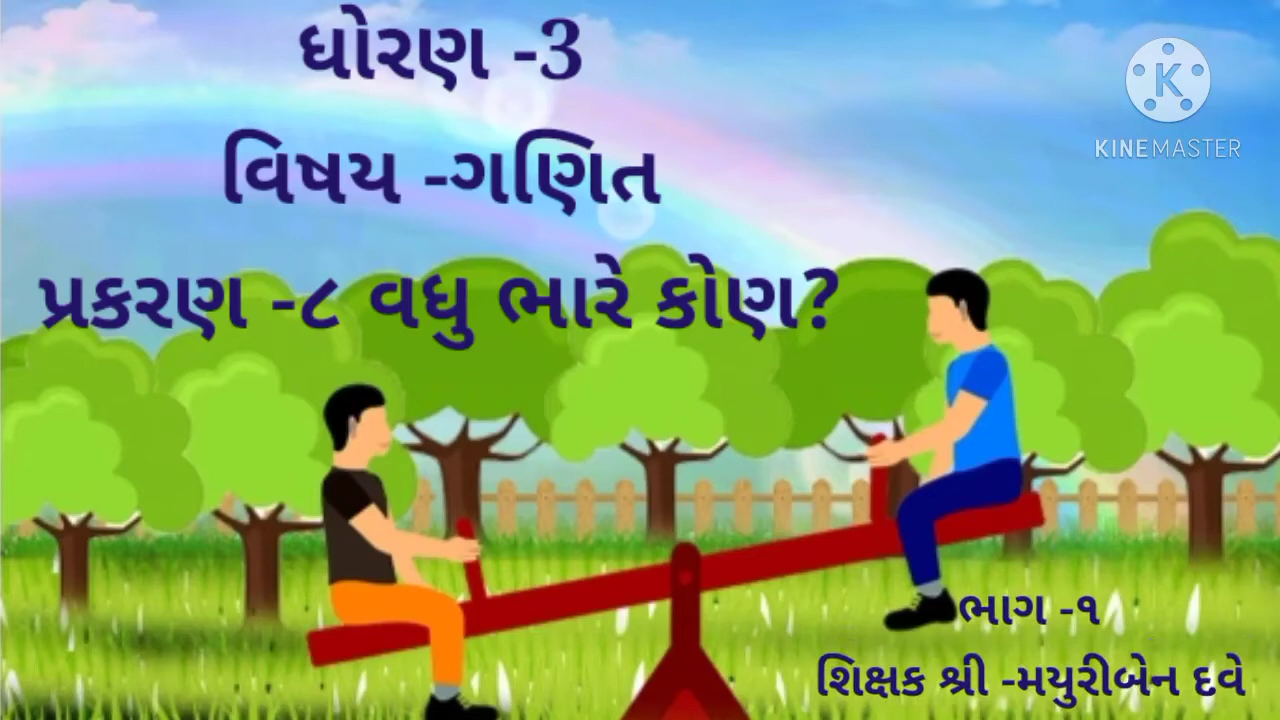 ધોરણ -3
વિષય -ગણિત
પ્રકરણ -૮ વધુ ભારે કોણ?
K
KINEMASTER
ભાગ -૧
શિક્ષક શ્રી -મયુરીબેન દવે